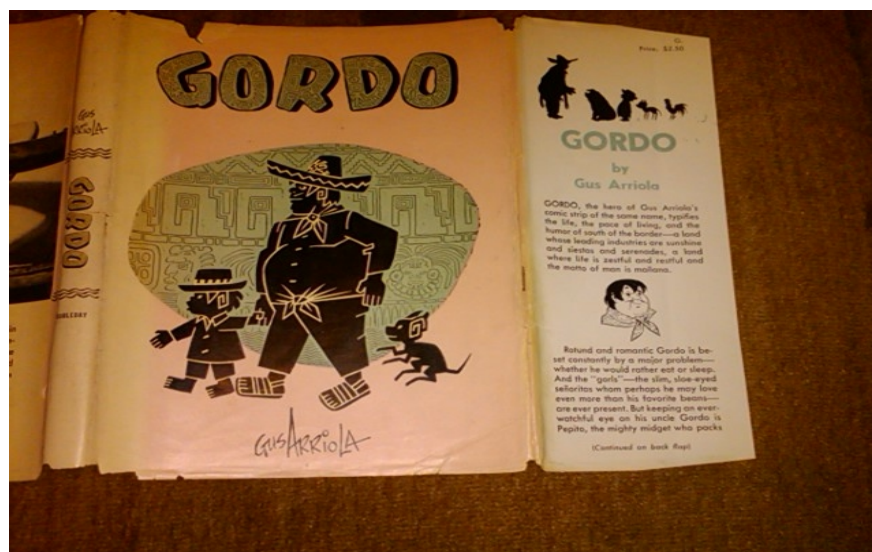 GUS
ARRIOLA
GORDO
GORDO
GUS ARRIOLA
Price, $2.50
GORDO
by
Gus Arriola
GORDO, the hero of Gus Arriola's
comic strip of the same name, typifies
the life, the pace of living, and the
humor of south of the border—a land
whose leading industries are sunshine
and siestas and serenades, a land
where life is zestful and restful and
the motto of man is mañana.
Rotund and romantic Gordo is be-
set constantly by a major problem—
whether he would rather eat or sleep.
And the "gorls"—the slim, sloe-eyed
señoritas whom perhaps he may love
even more than his favorite beans—
are ever present. But keeping an ever-
watchful eye on his uncle Gordo is
Pepito, the mighty midget who packs
(Continued on back flap)